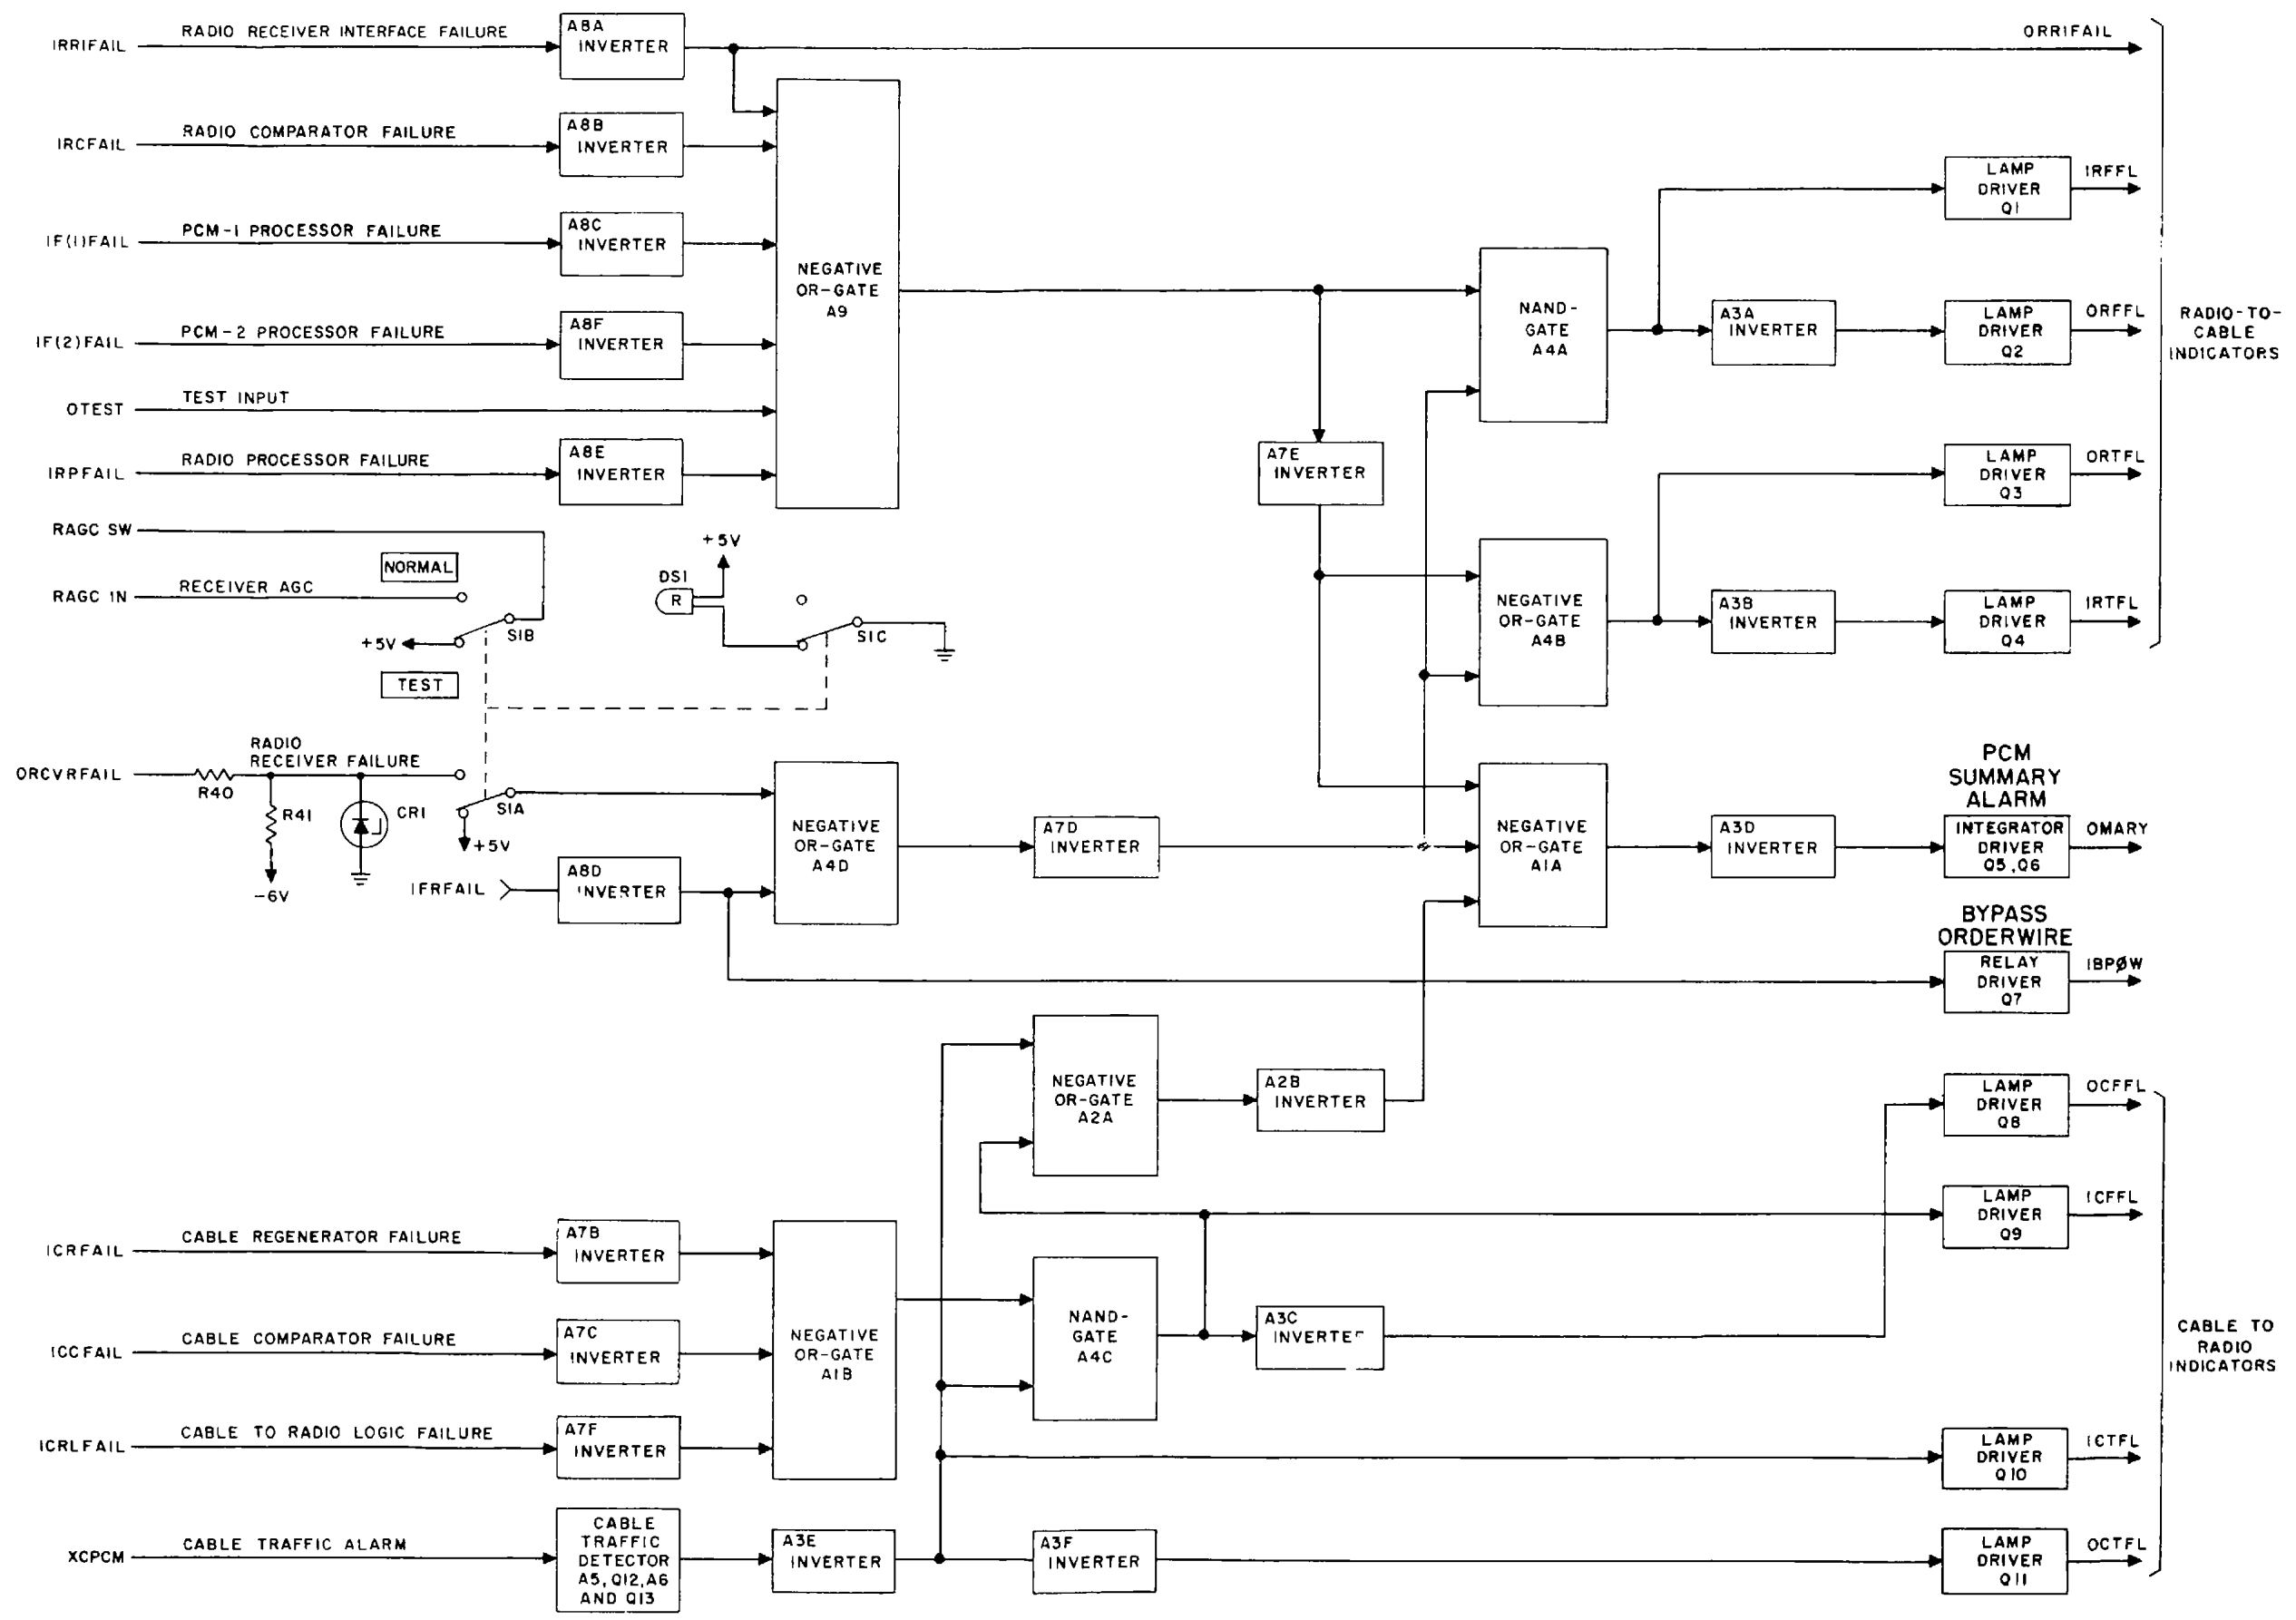 IRRIFAIL
RADIO RECEIVER INTERFACE FAILURE
A8A
INVERTER
ORRIFAIL
IRCFAIL
RADIO COMPARATOR FAILURE
A8B
INVERTER
IF(1)FAIL
PCM-1 PROCESSOR FAILURE
A8C
INVERTER
IF(2)FAIL
PCM-2 PROCESSOR FAILURE
A8F
INVERTER
OTEST
TEST INPUT
IRPFAIL
RADIO PROCESSOR FAILURE
A8E
INVERTER
NEGATIVE
OR-GATE
A9
A7E
INVERTER
NAND-
GATE
A4A
LAMP
DRIVER
Q1
IRFFL
A3A
INVERTER
LAMP
DRIVER
Q2
ORFFL
RADIO-TO-
CABLE
INDICATORS
LAMP
DRIVER
Q3
ORTFL
NEGATIVE
OR-GATE
A4B
A3B
INVERTER
LAMP
DRIVER
Q4
IRTFL
RAGC SW
NORMAL
RAGC IN
RECEIVER AGC
+5V
S1B
TEST
+5V
DS1
R
S1C
ORCVRFAIL
RADIO
RECEIVER FAILURE
R40
R41
-6V
CR1
S1A
+5V
IFRFAIL
A8D
INVERTER
NEGATIVE
OR-GATE
A4D
A7D
INVERTER
NEGATIVE
OR-GATE
A1A
A3D
INVERTER
PCM
SUMMARY
ALARM
INTEGRATOR
DRIVER
Q5,Q6
OMARY
BYPASS
ORDERWIRE
RELAY
DRIVER
Q7
IBPØW
NEGATIVE
OR-GATE
A2A
A2B
INVERTER
LAMP
DRIVER
Q8
OCFFL
LAMP
DRIVER
Q9
ICFFL
ICRFAIL
CABLE REGENERATOR FAILURE
A7B
INVERTER
ICCFAIL
CABLE COMPARATOR FAILURE
A7C
INVERTER
ICRLFAIL
CABLE TO RADIO LOGIC FAILURE
A7F
INVERTER
NEGATIVE
OR-GATE
A1B
NAND-
GATE
A4C
A3C
INVERTER
CABLE TO
RADIO
INDICATORS
LAMP
DRIVER
Q10
ICTFL
XCPCM
CABLE TRAFFIC ALARM
CABLE
TRAFFIC
DETECTOR
A5,Q12,A6
AND Q13
A3E
INVERTER
A3F
INVERTER
LAMP
DRIVER
Q11
OCTFL